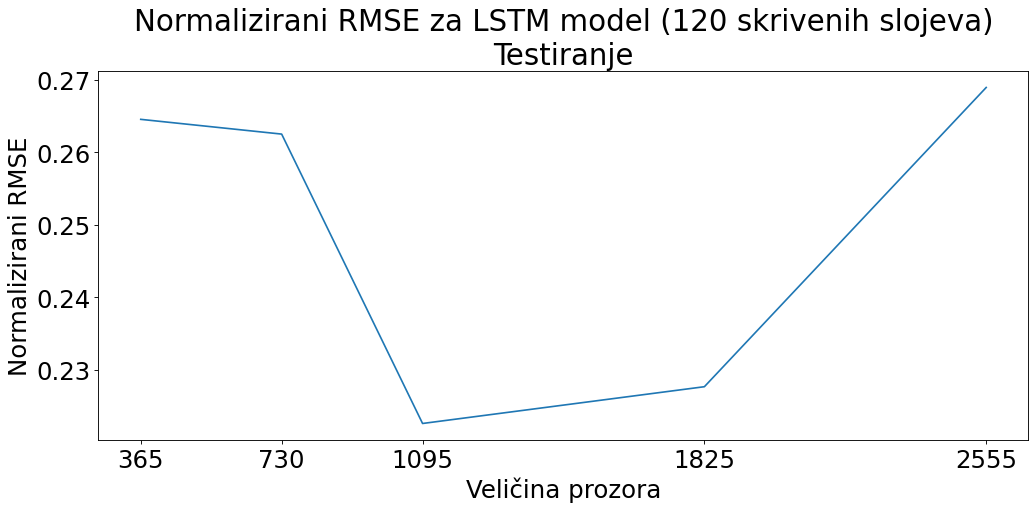 Normalizirani RMSE za LSTM model (120 skrivenih slojeva)
Testiranje
Normalizirani RMSE
0.27
0.26
0.25
0.24
0.23
365 730 1095 1825 2555
Veličina prozora